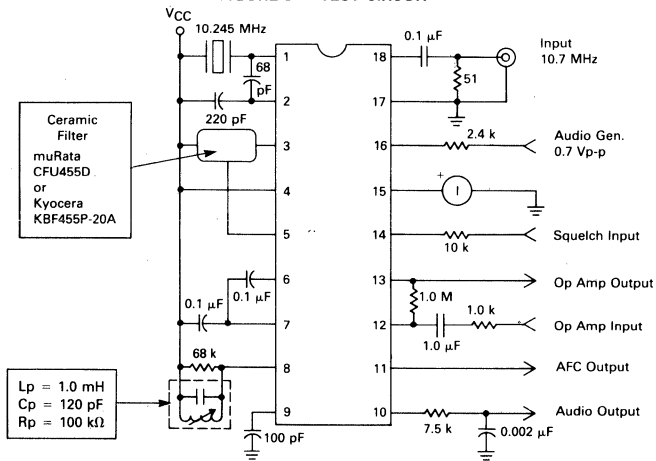 VCC
10.245 MHz
68
pF
220 pF
Ceramic
Filter
muRata
CFU455D
or
Kyocera
KBF455P-20A
0.1 µF
0.1 µF
68 k
Lp = 1.0 mH
Cp = 120 pF
Rp = 100 kΩ
100 pF
1
2
3
4
5
6
7
8
9
18
17
16
15
14
13
12
11
10
0.1 µF
51
Input
10.7 MHz
2.4 k
Audio Gen.
0.7 Vp-p
+
I
10 k
Squelch Input
Op Amp Output
1.0 M
1.0 k
1.0 µF
Op Amp Input
AFC Output
Audio Output
7.5 k
0.002 µF